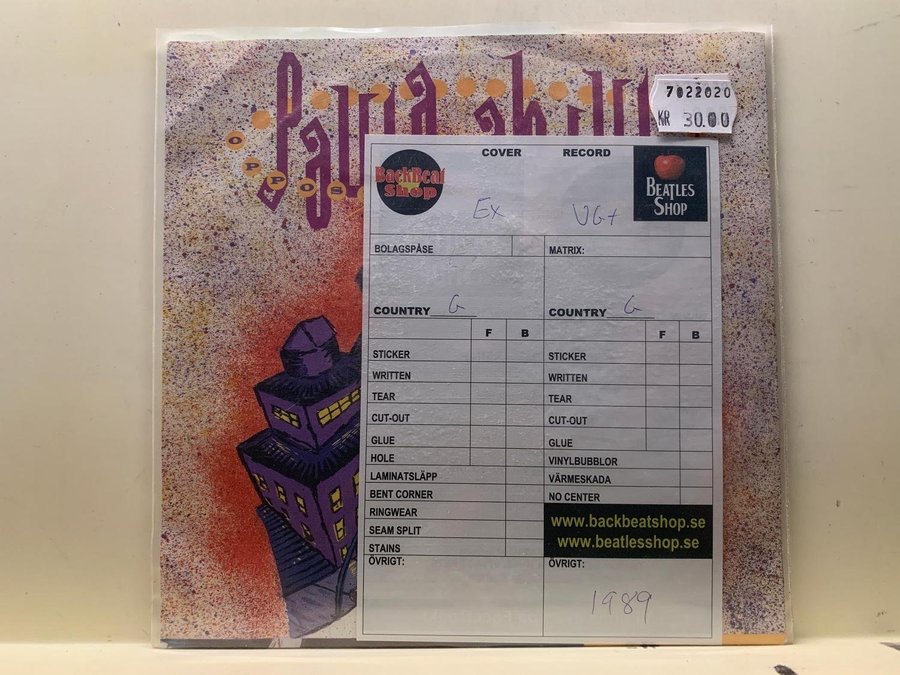 7022020
KR 30.00
OPPOS
BackBeat
Shop
COVER
RECORD
BEATLES
SHOP
Ex
VG+
BOLAGSPÅSE
MATRIX:
COUNTRY G
COUNTRY G
F B
F B
STICKER
STICKER
WRITTEN
WRITTEN
TEAR
TEAR
CUT-OUT
CUT-OUT
GLUE
GLUE
HOLE
VINYLBUBBLOR
LAMINATSLÄPP
VÄRMESKADA
BENT CORNER
NO CENTER
RINGWEAR
SEAM SPLIT
STAINS
www.backbeatshop.se
www.beatlesshop.se
ÖVRIGT:
ÖVRIGT:
1989